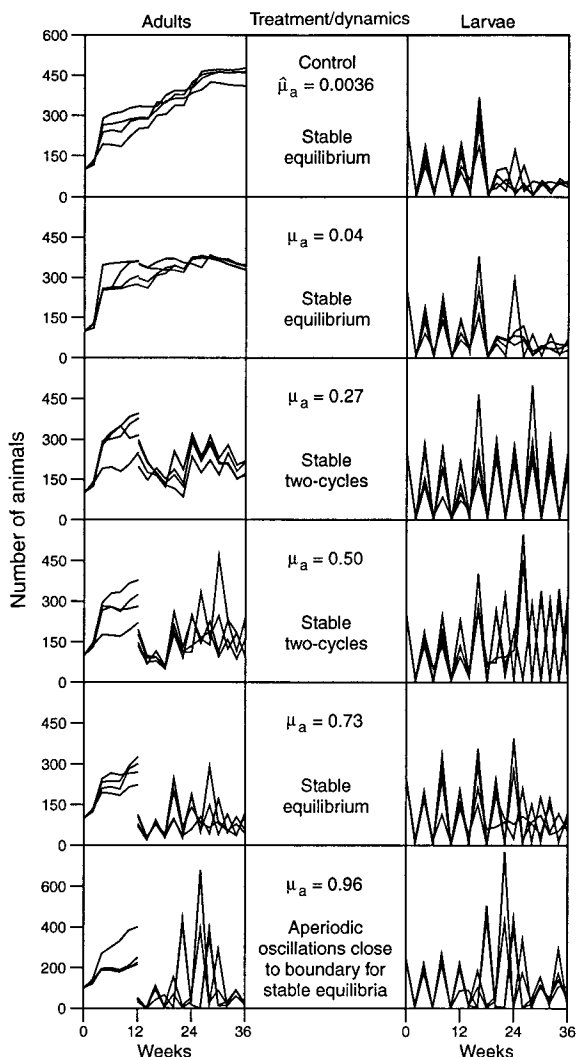 Adults Treatment/dynamics Larvae
600
450
300
150
0
Control
μ̂a = 0.0036
Stable
equilibrium
450
300
150
0
μa = 0.04
Stable
equilibrium
450
300
150
0
μa = 0.27
Stable
two-cycles
Number of animals
450
300
150
0
μa = 0.50
Stable
two-cycles
450
300
150
0
μa = 0.73
Stable
equilibrium
600
400
200
0
μa = 0.96
Aperiodic
oscillations close
to boundary for
stable equilibria
0 12 24 36 0 12 24 36
Weeks Weeks